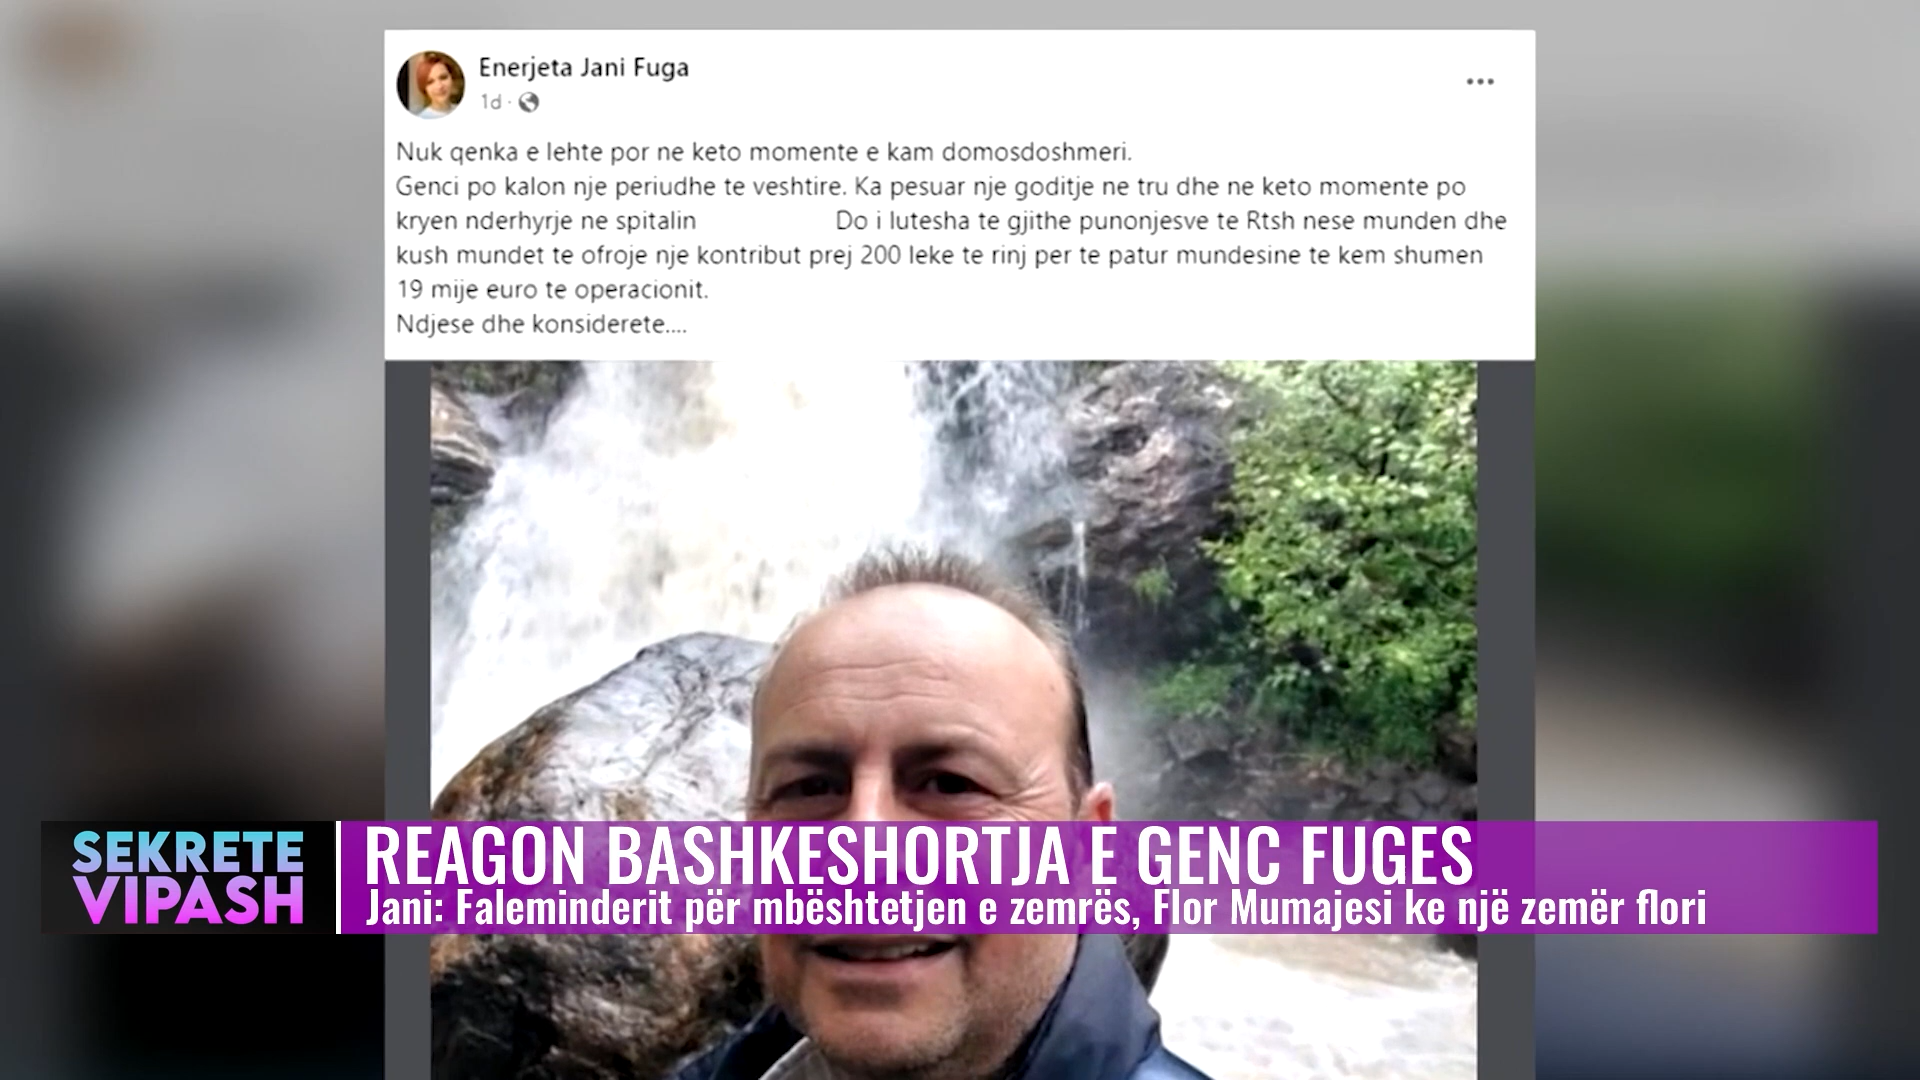 Enerjeta Jani Fuga
1d ·
Nuk qenka e lehte por ne keto momente e kam domosdoshmeri.
Genci po kalon nje periudhe te veshtire. Ka pesuar nje goditje ne tru dhe ne keto momente po
kryen nderhyrje ne spitalin Do i lutesha te gjithe punonjesve te Rtsh nese munden dhe
kush mundet te ofroje nje kontribut prej 200 leke te rinj per te patur mundesine te kem shumen
19 mije euro te operacionit.
Ndjese dhe konsiderete....
SEKRETE
VIPASH
REAGON BASHKESHORTJA E GENC FUGES
Jani: Faleminderit për mbështetjen e zemrës, Flor Mumajesi ke një zemër flori